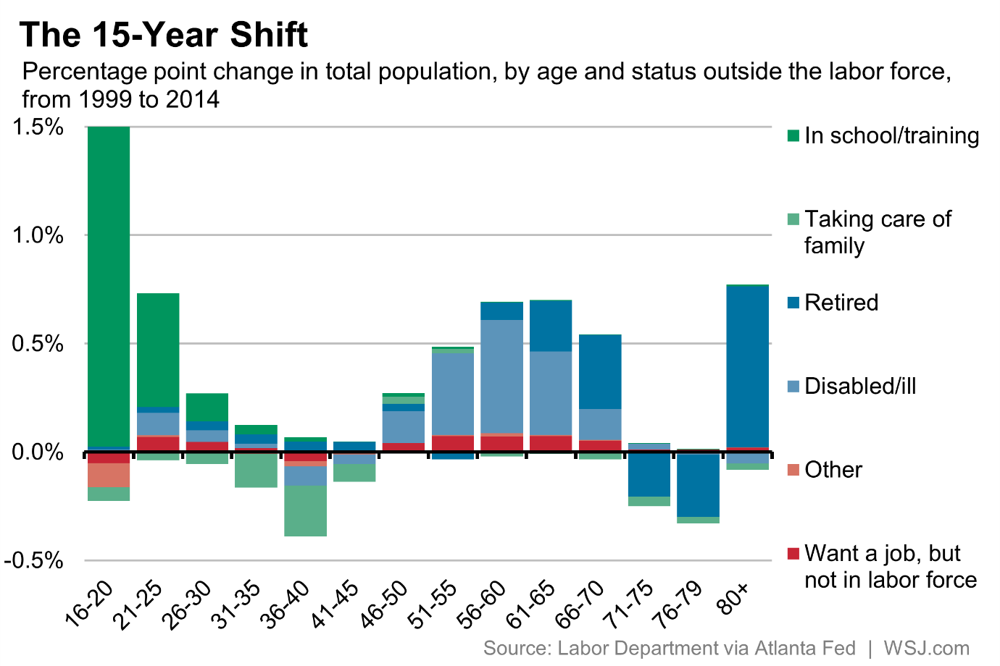 The 15-Year Shift
Percentage point change in total population, by age and status outside the labor force,
from 1999 to 2014
1.5%
1.0%
0.5%
0.0%
-0.5%
In school/training
Taking care of
family
Retired
Disabled/ill
Other
Want a job, but
not in labor force
16-20
21-25
26-30
31-35
36-40
41-45
46-50
51-55
56-60
61-65
66-70
71-75
76-79
80+
Source: Labor Department via Atlanta Fed | WSJ.com